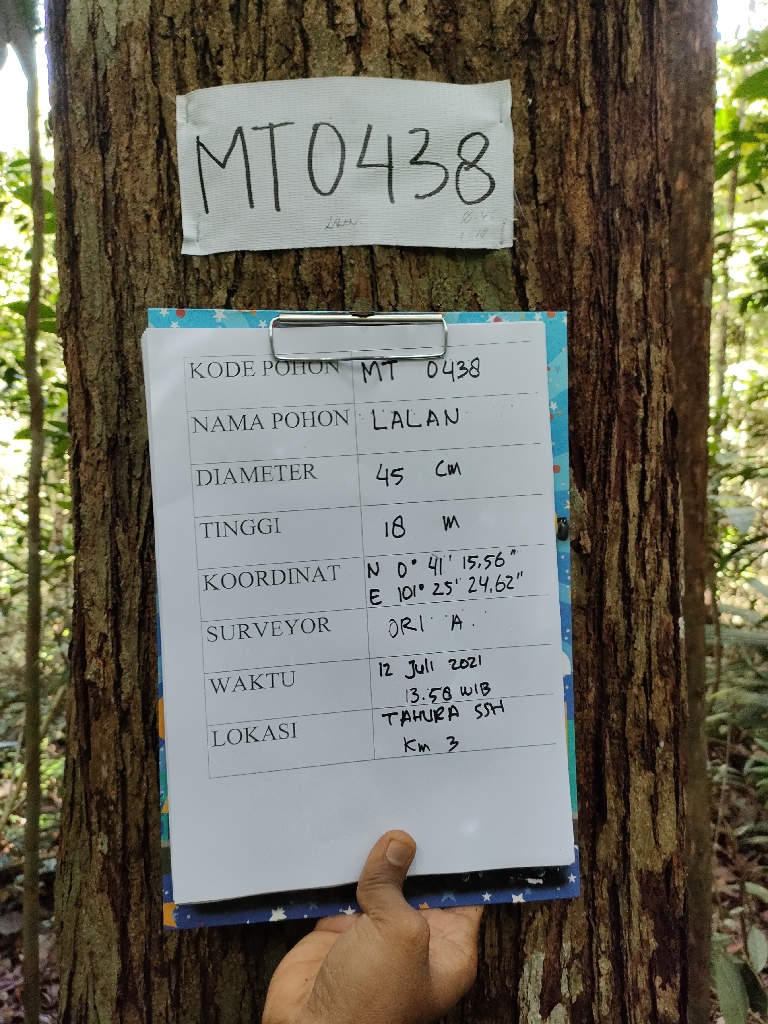 MT0438
LALAN
KODE POHON MT 0438
NAMA POHON LALAN
DIAMETER 45 cm
TINGGI 18 m
KOORDINAT N 0° 41' 15,56"
E 101° 25' 24,62"
SURVEYOR ORI A.
WAKTU 12 Juli 2021
13.58 WIB
LOKASI TAHURA SSH
Km 3